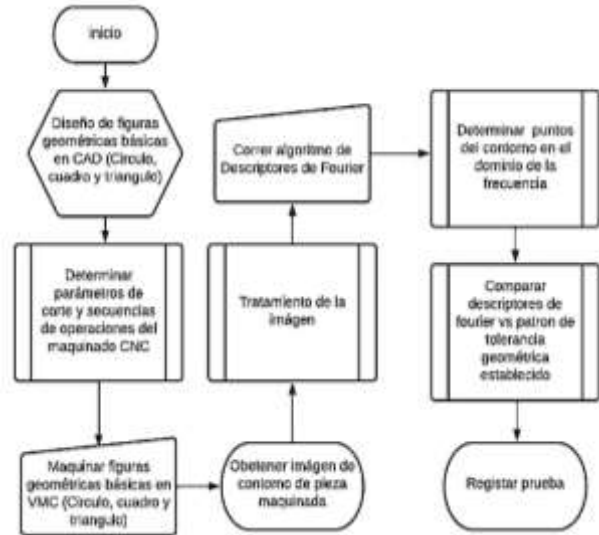 inicio
Diseño de figuras
geométricas básicas
en CAD (Circulo,
cuadro y triangulo)
Determinar
parámetros de
corte y secuencias
de operaciones del
maquinado CNC
Maquinar figuras
geométricas básicas en
VMC (Circulo, cuadro y
triangulo)
Obetener imágen de
contorno de pieza
maquinada
Tratamiento de la
imágen
Correr algoritmo de
Descriptores de Fourier
Determinar puntos
del contorno en el
dominio de la
frecuencia
Comparar
descriptores de
fourier vs patron de
tolerancia
geométrica
establecido
Registar prueba